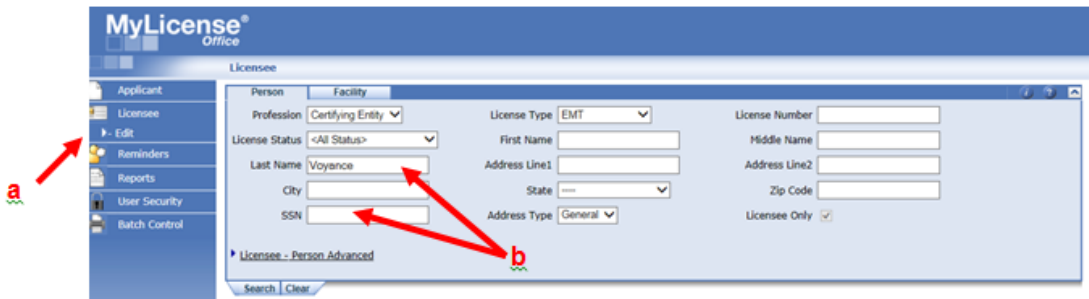 MyLicense®
Office
Licensee
Applicant
Licensee
- Edit
Reminders
Reports
User Security
Batch Control
Person Facility
Profession Certifying Entity License Type EMT License Number
License Status <All Status> First Name Middle Name
Last Name Voyance Address Line1 Address Line2
City State ---- Zip Code
SSN Address Type General Licensee Only
Licensee - Person Advanced
Search Clear
a
b